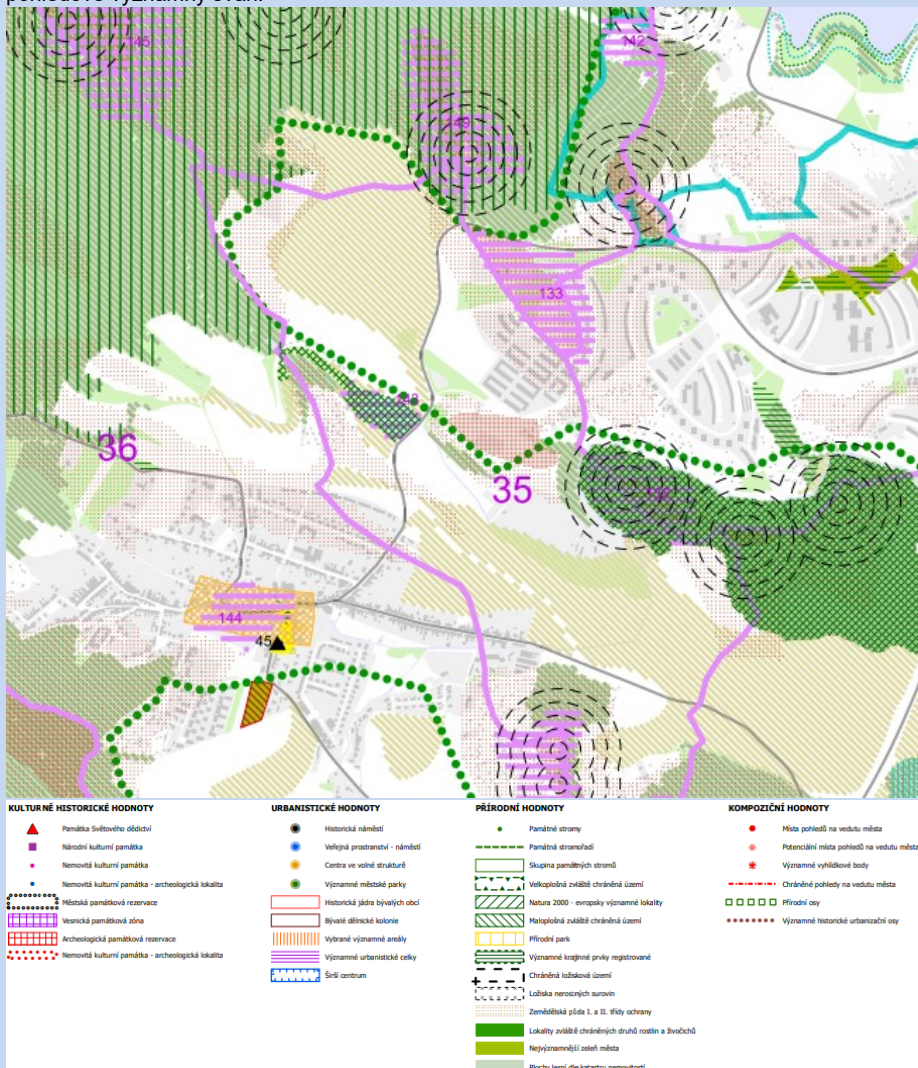 145
142
149
133
143
36
35
144
45
KULTURNĚ HISTORICKÉ HODNOTY
Památka Světového dědictví
Národní kulturní památka
Nemovitá kulturní památka
Nemovitá kulturní památka - archeologická lokalita
Městská památková rezervace
Vesnická památková zóna
Archeologická památková rezervace
Nemovitá kulturní památka - archeologická lokalita
URBANISTICKÉ HODNOTY
Historická náměstí
Veřejná prostranství - náměstí
Centra ve volné struktuře
Významné městské parky
Historická jádra bývalých obcí
Bývalé dělnické kolonie
Vybrané významné areály
Významné urbanistické celky
Širší centrum
PŘÍRODNÍ HODNOTY
Památné stromy
Památná stromořadí
Skupina památných stromů
Velkoplošná zvláště chráněná území
Natura 2000 - evropsky významné lokality
Maloplošná zvláště chráněná území
Přírodní park
Významné krajinné prvky registrované
Chráněná ložisková území
Ložiska nerostných surovin
Zemědělská půda I. a II. třídy ochrany
Lokality zvláště chráněných druhů rostlin a živočichů
Nejvýznamnější zeleň města
Plochy lesní dle katastru nemovitostí
KOMPOZIČNÍ HODNOTY
Místa pohledů na vedutu města
Potenciální místa pohledů na vedutu města
Významné vyhlídkové body
Chráněné pohledy na vedutu města
Přírodní osy
Významné historické urbanizační osy